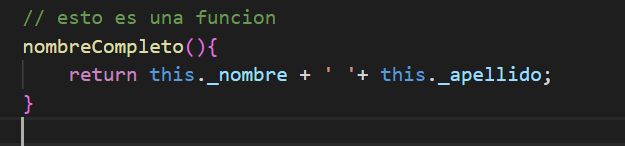 // esto es una funcion
nombreCompleto(){
    return this._nombre + ' '+ this._apellido;
}